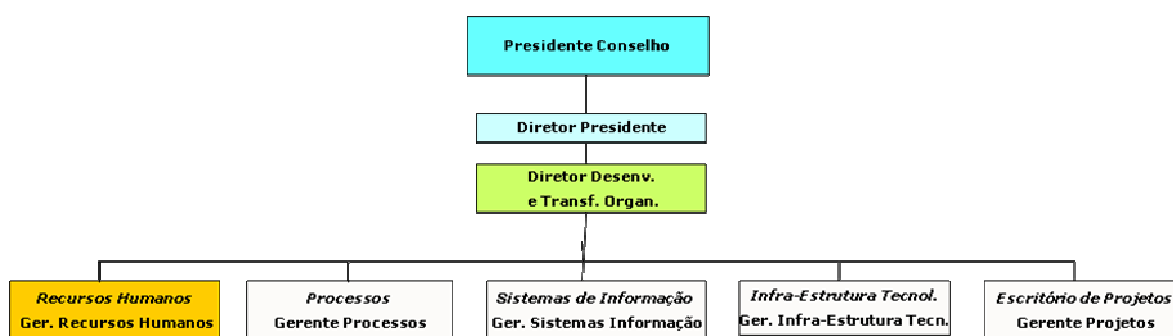 Presidente Conselho
Diretor Presidente
Diretor Desenv.
e Transf. Organ.
Recursos Humanos
Ger. Recursos Humanos
Processos
Gerente Processos
Sistemas de Informação
Ger. Sistemas Informação
Infra-Estrutura Tecnol.
Ger. Infra-Estrutura Tecn.
Escritório de Projetos
Gerente Projetos